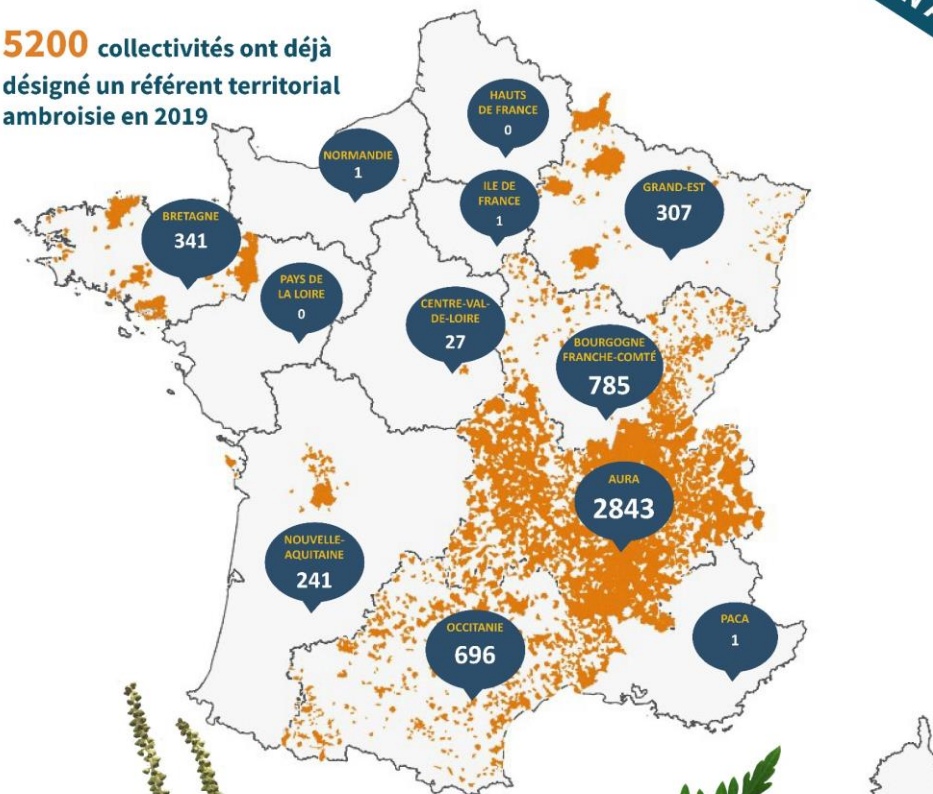 5200 collectivités ont déjà
désigné un référent territorial
ambroisie en 2019
HAUTS
DE FRANCE
0
NORMANDIE
1
ILE DE
FRANCE
1
GRAND-EST
307
BRETAGNE
341
PAYS DE
LA LOIRE
0
CENTRE-VAL-
DE-LOIRE
27
BOURGOGNE
FRANCHE-COMTÉ
785
AURA
2843
NOUVELLE-
AQUITAINE
241
OCCITANIE
696
PACA
1